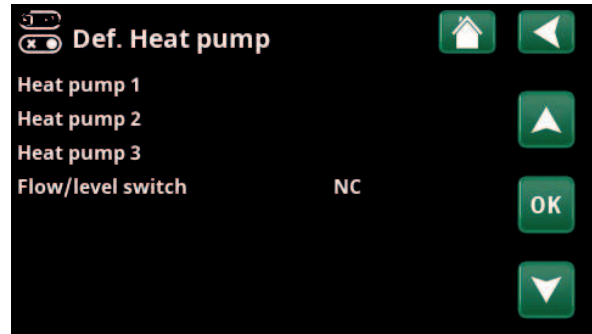 Def. Heat pump
Heat pump 1
Heat pump 2
Heat pump 3
Flow/level switch NC
OK